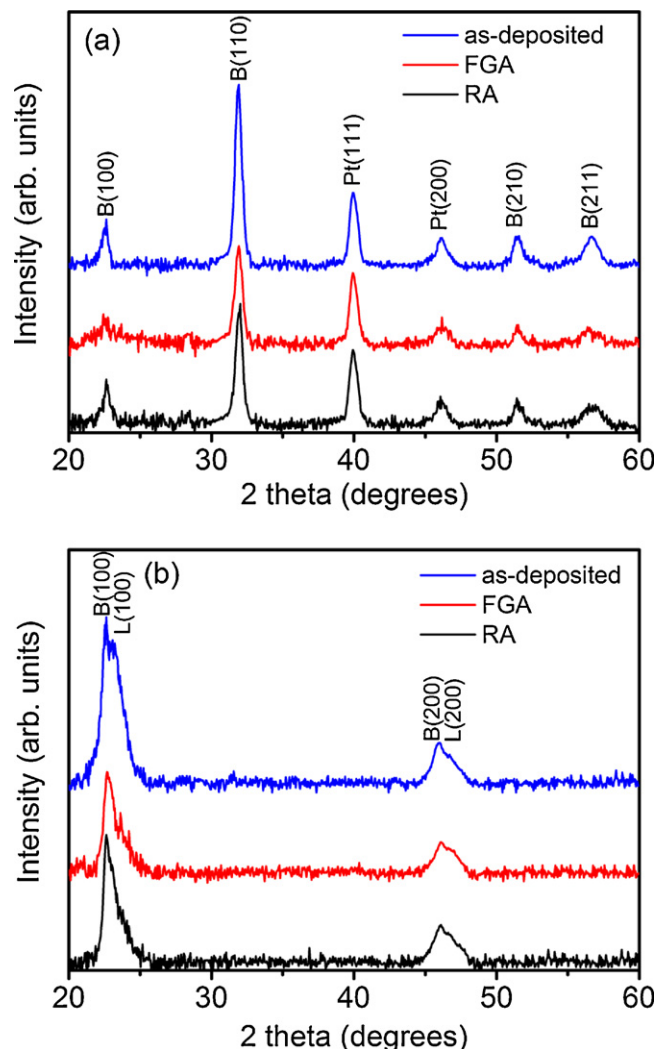 (a)
as-deposited
FGA
RA
B(100)
B(110)
Pt(111)
Pt(200)
B(210)
B(211)
Intensity (arb. units)
20 30 40 50 60
2 theta (degrees)
(b)
as-deposited
FGA
RA
B(100)
L(100)
B(200)
L(200)
Intensity (arb. units)
20 30 40 50 60
2 theta (degrees)